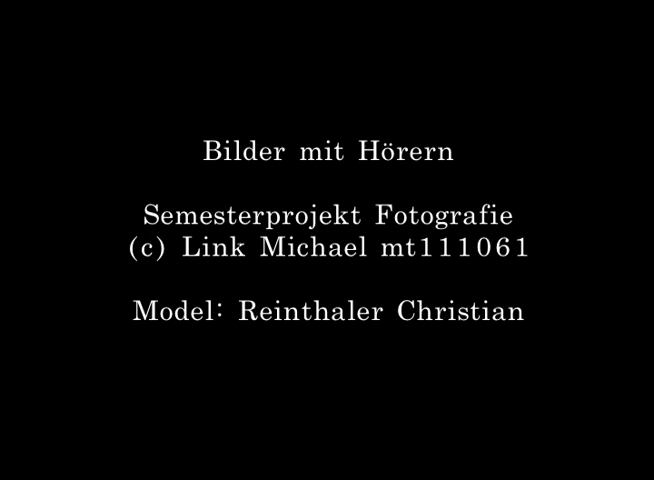 Bilder mit Hörern
Semesterprojekt Fotografie
(c) Link Michael mt111061
Model: Reinthaler Christian